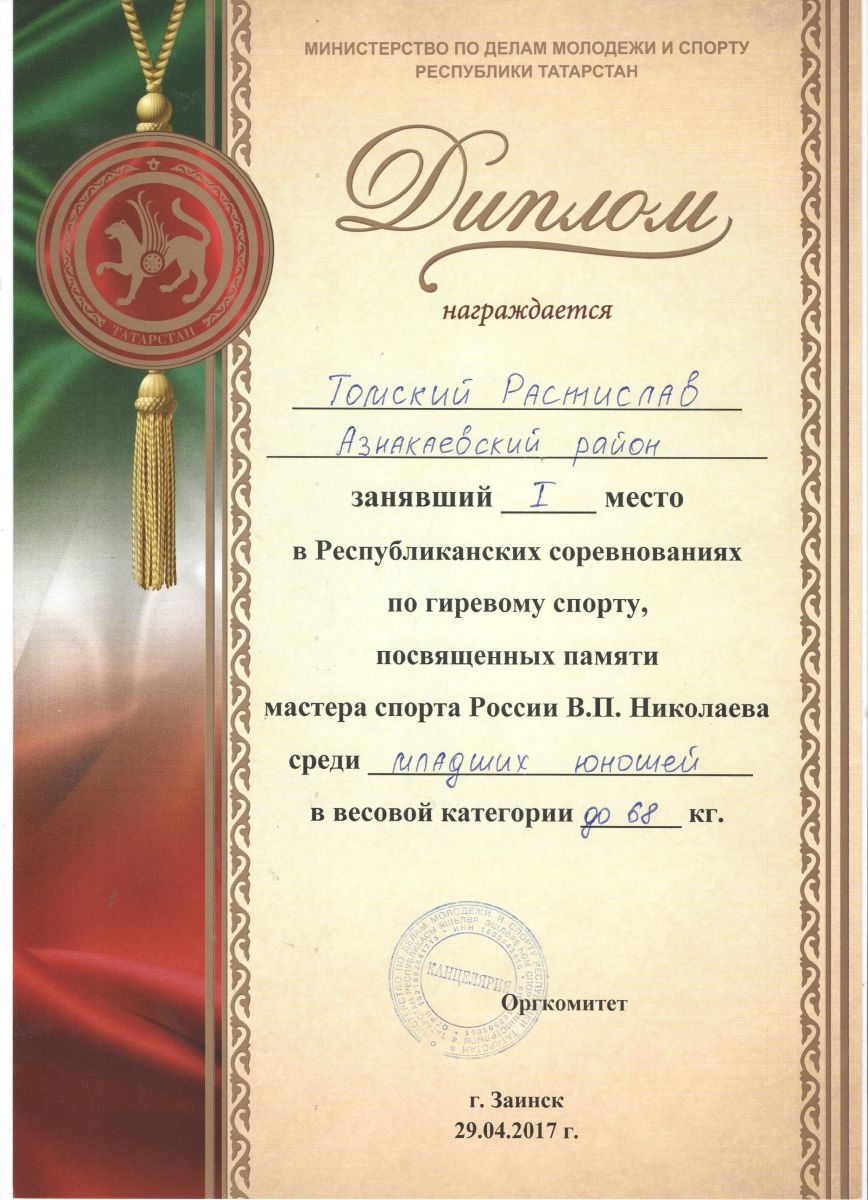 МИНИСТЕРСТВО ПО ДЕЛАМ МОЛОДЕЖИ И СПОРТУ
РЕСПУБЛИКИ ТАТАРСТАН
Диплом
ТАТАРСТАН
награждается
Томский Растислав
Азнакаевский район
занявший I место
в Республиканских соревнованиях
по гиревому спорту,
посвященных памяти
мастера спорта России В.П. Николаева
среди младших юношей
в весовой категории до 68 кг.
КАНЦЕЛЯРИЯ
Оргкомитет
г. Заинск
29.04.2017 г.